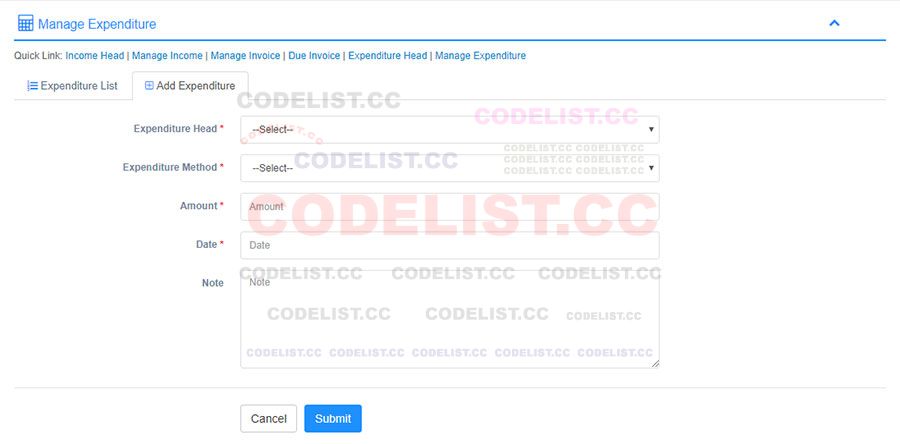 Manage Expenditure
Quick Link: Income Head | Manage Income | Manage Invoice | Due Invoice | Expenditure Head | Manage Expenditure
Expenditure List
Add Expenditure
CODELIST.CC
CODELIST.CC
Expenditure Head *
--Select--
CODELIST.CC
CODELIST.CC CODELIST.CC
CODELIST.CC
CODELIST.CC CODELIST.CC
Expenditure Method *
--Select--
CODELIST.CC CODELIST.CC
Amount *
Amount
CODELIST.CC
Date *
Date
CODELIST.CC CODELIST.CC CODELIST.CC
Note
Note
CODELIST.CC CODELIST.CC CODELIST.CC
CODELIST.CC CODELIST.CC CODELIST.CC CODELIST.CC CODELIST.CC
Cancel
Submit